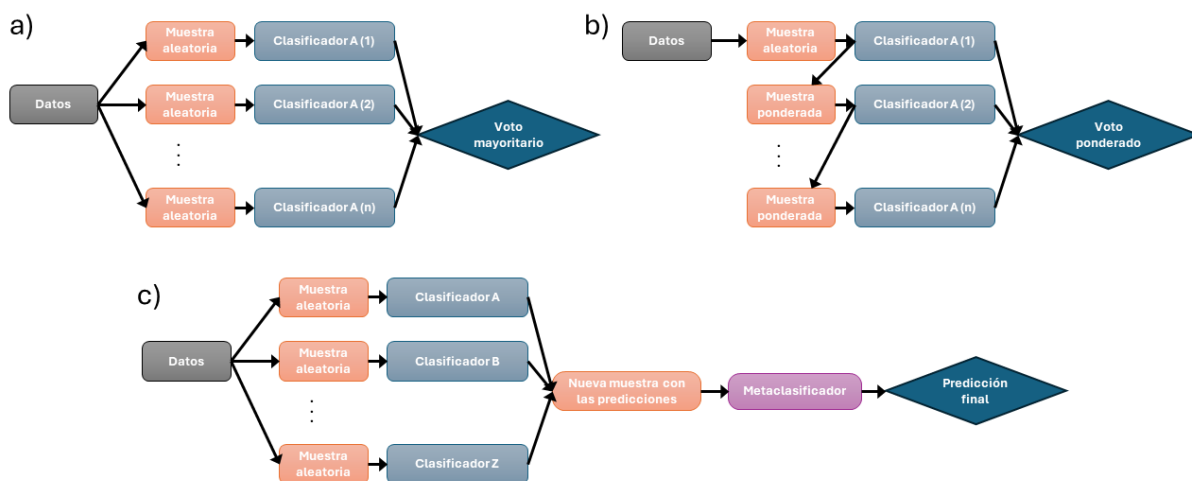 a)
Datos
Muestra
aleatoria
Clasificador A (1)
Muestra
aleatoria
Clasificador A (2)
Muestra
aleatoria
Clasificador A (n)
Voto
mayoritario
b)
Datos
Muestra
aleatoria
Clasificador A (1)
Muestra
ponderada
Clasificador A (2)
Muestra
ponderada
Clasificador A (n)
Voto
ponderado
c)
Datos
Muestra
aleatoria
Clasificador A
Muestra
aleatoria
Clasificador B
Muestra
aleatoria
Clasificador Z
Nueva muestra con
las predicciones
Metaclasificador
Predicción
final